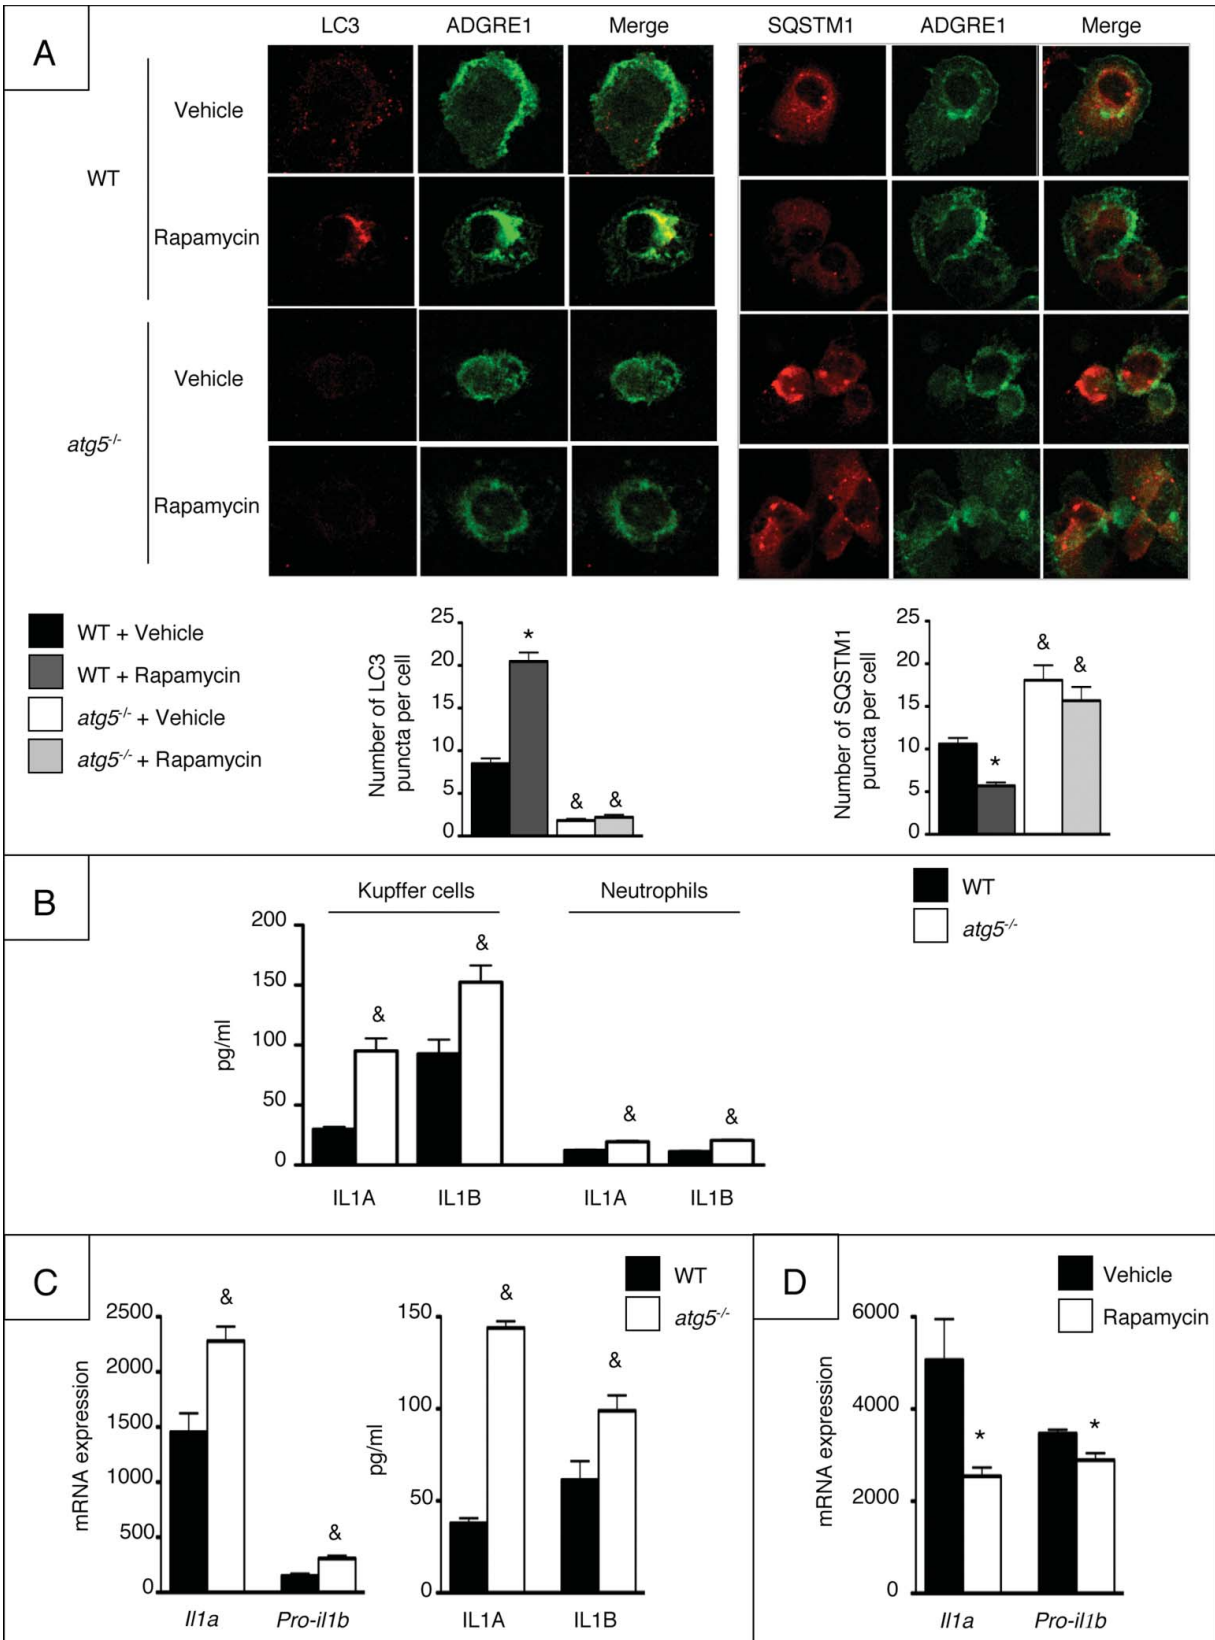 A
LC3 ADGRE1 Merge SQSTM1 ADGRE1 Merge
WT
Vehicle
Rapamycin
atg5-/-
Vehicle
Rapamycin
WT + Vehicle
WT + Rapamycin
atg5-/- + Vehicle
atg5-/- + Rapamycin
Number of LC3
puncta per cell
25
20
15
10
5
0
*
& &
Number of SQSTM1
puncta per cell
25
20
15
10
5
0
*
& &
B
Kupffer cells Neutrophils
WT
atg5-/-
pg/ml
200
150
100
50
0
& & & &
IL1A IL1B IL1A IL1B
C
WT
atg5-/-
mRNA expression
2500
2000
1500
1000
500
0
& &
Il1a Pro-il1b
pg/ml
150
100
50
0
& &
IL1A IL1B
D
Vehicle
Rapamycin
mRNA expression
6000
4000
2000
0
* *
Il1a Pro-il1b